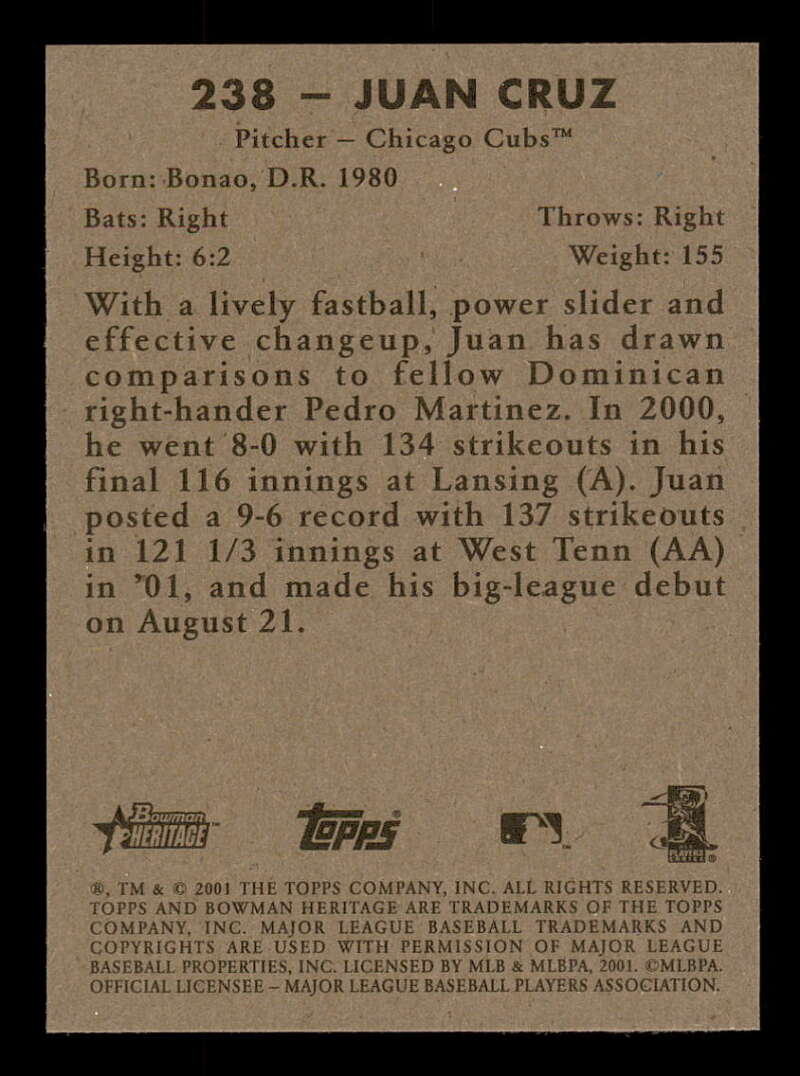 238 – JUAN CRUZ
Pitcher – Chicago Cubs™
Born: Bonao, D.R. 1980
Bats: Right Throws: Right
Height: 6:2 Weight: 155
With a lively fastball, power slider and
effective changeup, Juan has drawn
comparisons to fellow Dominican
right-hander Pedro Martinez. In 2000,
he went 8-0 with 134 strikeouts in his
final 116 innings at Lansing (A). Juan
posted a 9-6 record with 137 strikeouts
in 121 1/3 innings at West Tenn (AA)
in ’01, and made his big-league debut
on August 21.
Bowman HERITAGE™ topps® ™ PLAYERS ®
®, TM & © 2001 THE TOPPS COMPANY, INC. ALL RIGHTS RESERVED.
TOPPS AND BOWMAN HERITAGE ARE TRADEMARKS OF THE TOPPS
COMPANY, INC. MAJOR LEAGUE BASEBALL TRADEMARKS AND
COPYRIGHTS ARE USED WITH PERMISSION OF MAJOR LEAGUE
BASEBALL PROPERTIES, INC. LICENSED BY MLB & MLBPA, 2001. ©MLBPA.
OFFICIAL LICENSEE – MAJOR LEAGUE BASEBALL PLAYERS ASSOCIATION.